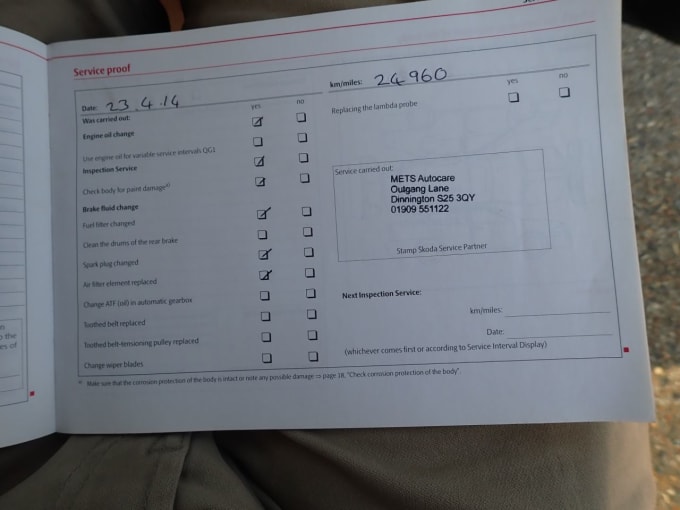 Service proof
Date: 23.4.14
yes
no
Was carried out:
Engine oil change
Use engine oil for variable service intervals QG1
Inspection Service
Check body for paint damage a)
Brake fluid change
Fuel filter changed
Clean the drums of the rear brake
Spark plug changed
Air filter element replaced
Change ATF (oil) in automatic gearbox
Toothed belt replaced
Toothed belt-tensioning pulley replaced
Change wiper blades
km/miles: 24960
yes
no
Replacing the lambda probe
Service carried out:
METS Autocare
Outgang Lane
Dinnington S25 3QY
01909 551122
Stamp Skoda Service Partner
Next Inspection Service:
km/miles:
Date:
(whichever comes first or according to Service Interval Display)
a) Make sure that the corrosion protection of the body is intact or note any possible damage ⇒ page 18, "Check corrosion protection of the body".
the
es of